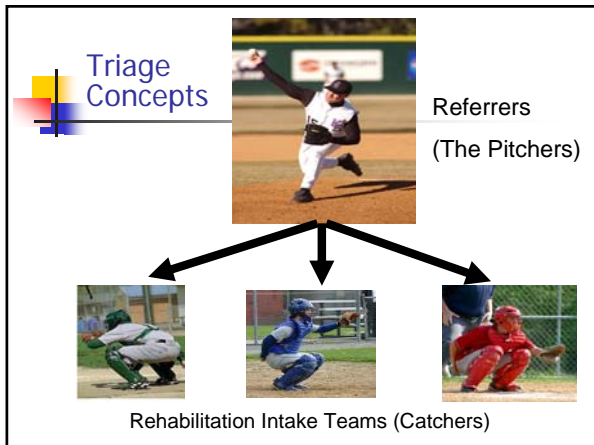 Triage
Concepts
Referrers
(The Pitchers)
Rehabilitation Intake Teams (Catchers)